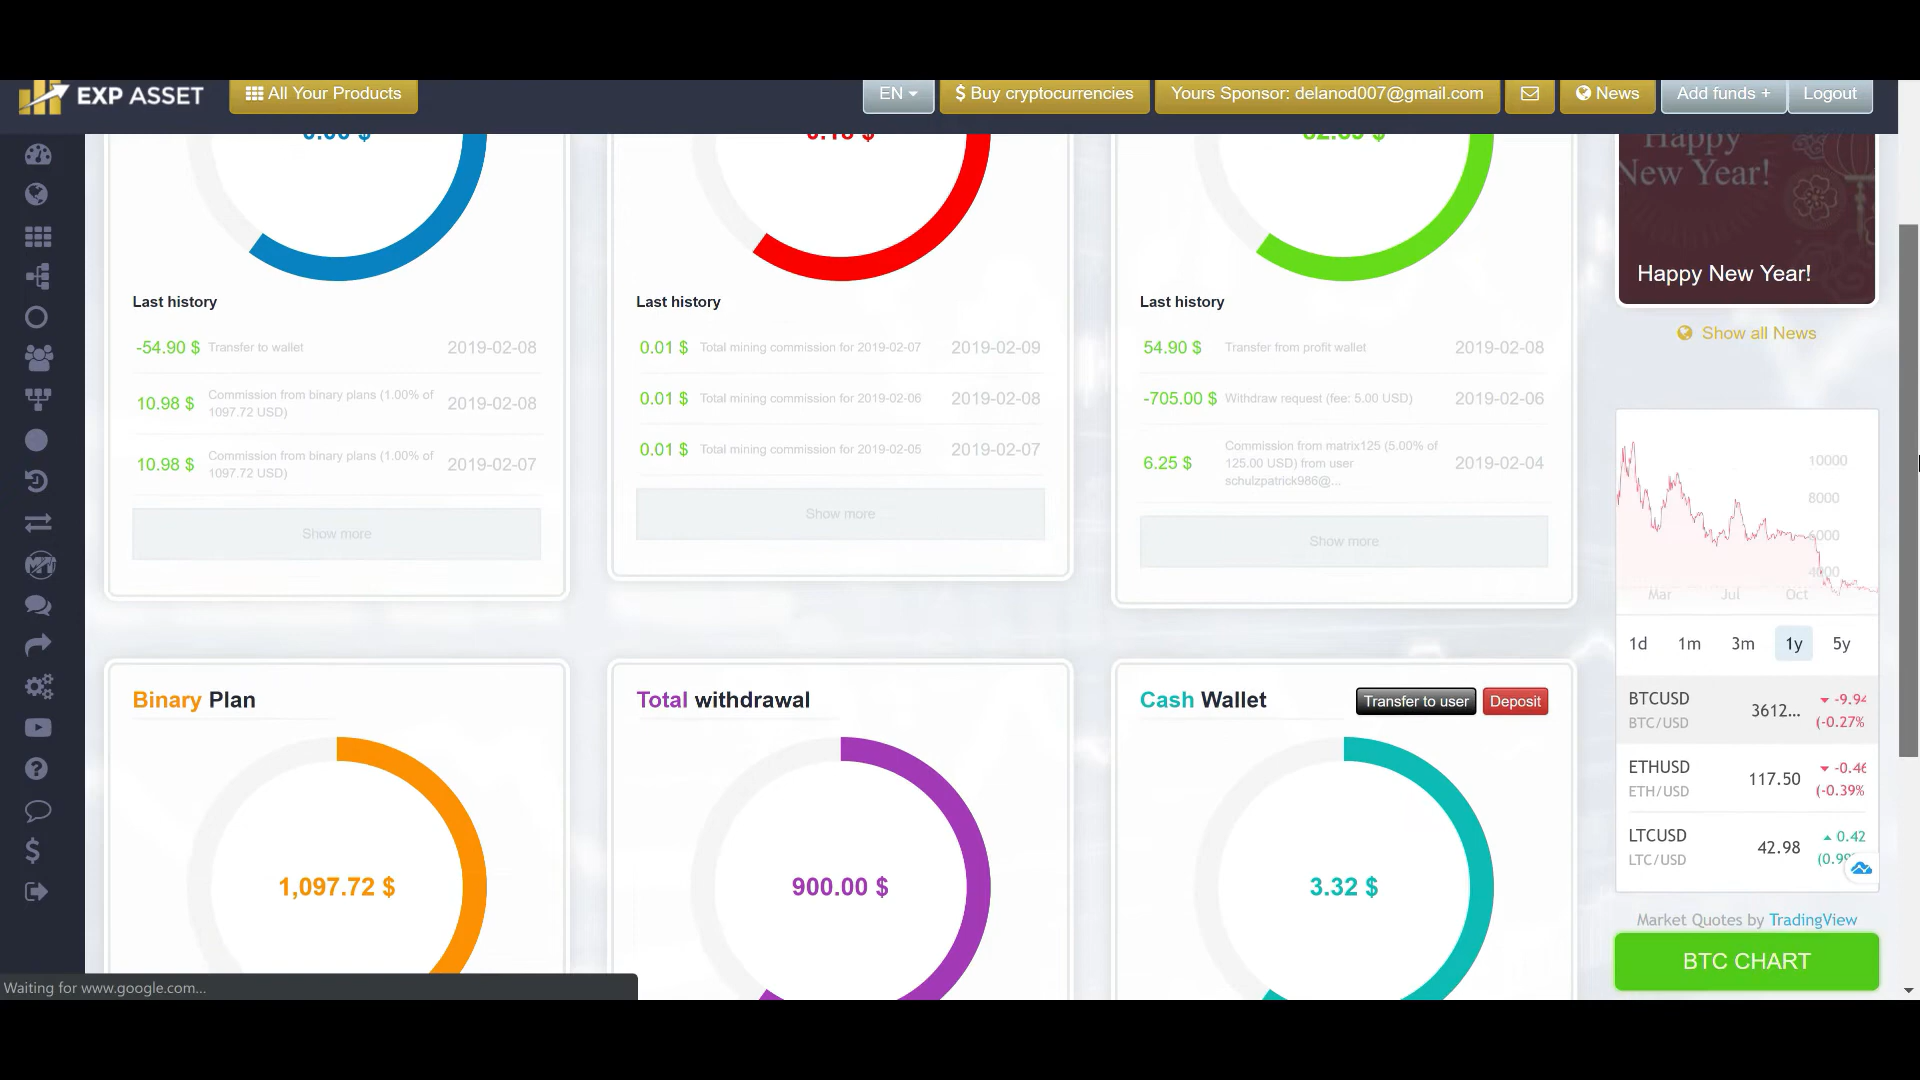 EXP ASSET
All Your Products
EN
$ Buy cryptocurrencies
Yours Sponsor: delanod007@gmail.com
News
Add funds +
Logout
Last history
-54.90 $ Transfer to wallet 2019-02-08
10.98 $ Commission from binary plans (1.00% of
1097.72 USD) 2019-02-08
10.98 $ Commission from binary plans (1.00% of
1097.72 USD) 2019-02-07
Show more
Last history
0.01 $ Total mining commission for 2019-02-07 2019-02-09
0.01 $ Total mining commission for 2019-02-06 2019-02-08
0.01 $ Total mining commission for 2019-02-05 2019-02-07
Show more
Last history
54.90 $ Transfer from profit wallet 2019-02-08
-705.00 $ Withdraw request (fee: 5.00 USD) 2019-02-06
6.25 $ Commission from matrix125 (5.00% of
125.00 USD) from user
schulzpatrick986@... 2019-02-04
Show more
Happy
New Year!
Happy New Year!
Show all News
10000
8000
6000
4000
Mar Jul Oct
1d 1m 3m 1y 5y
BTCUSD 3612... -9.94
BTC/USD (-0.27%
ETHUSD 117.50 -0.46
ETH/USD (-0.39%
LTCUSD 42.98 0.42
LTC/USD
Market Quotes by TradingView
BTC CHART
Binary Plan
1,097.72 $
Total withdrawal
900.00 $
Cash Wallet
Transfer to user
Deposit
3.32 $
Waiting for www.google.com...